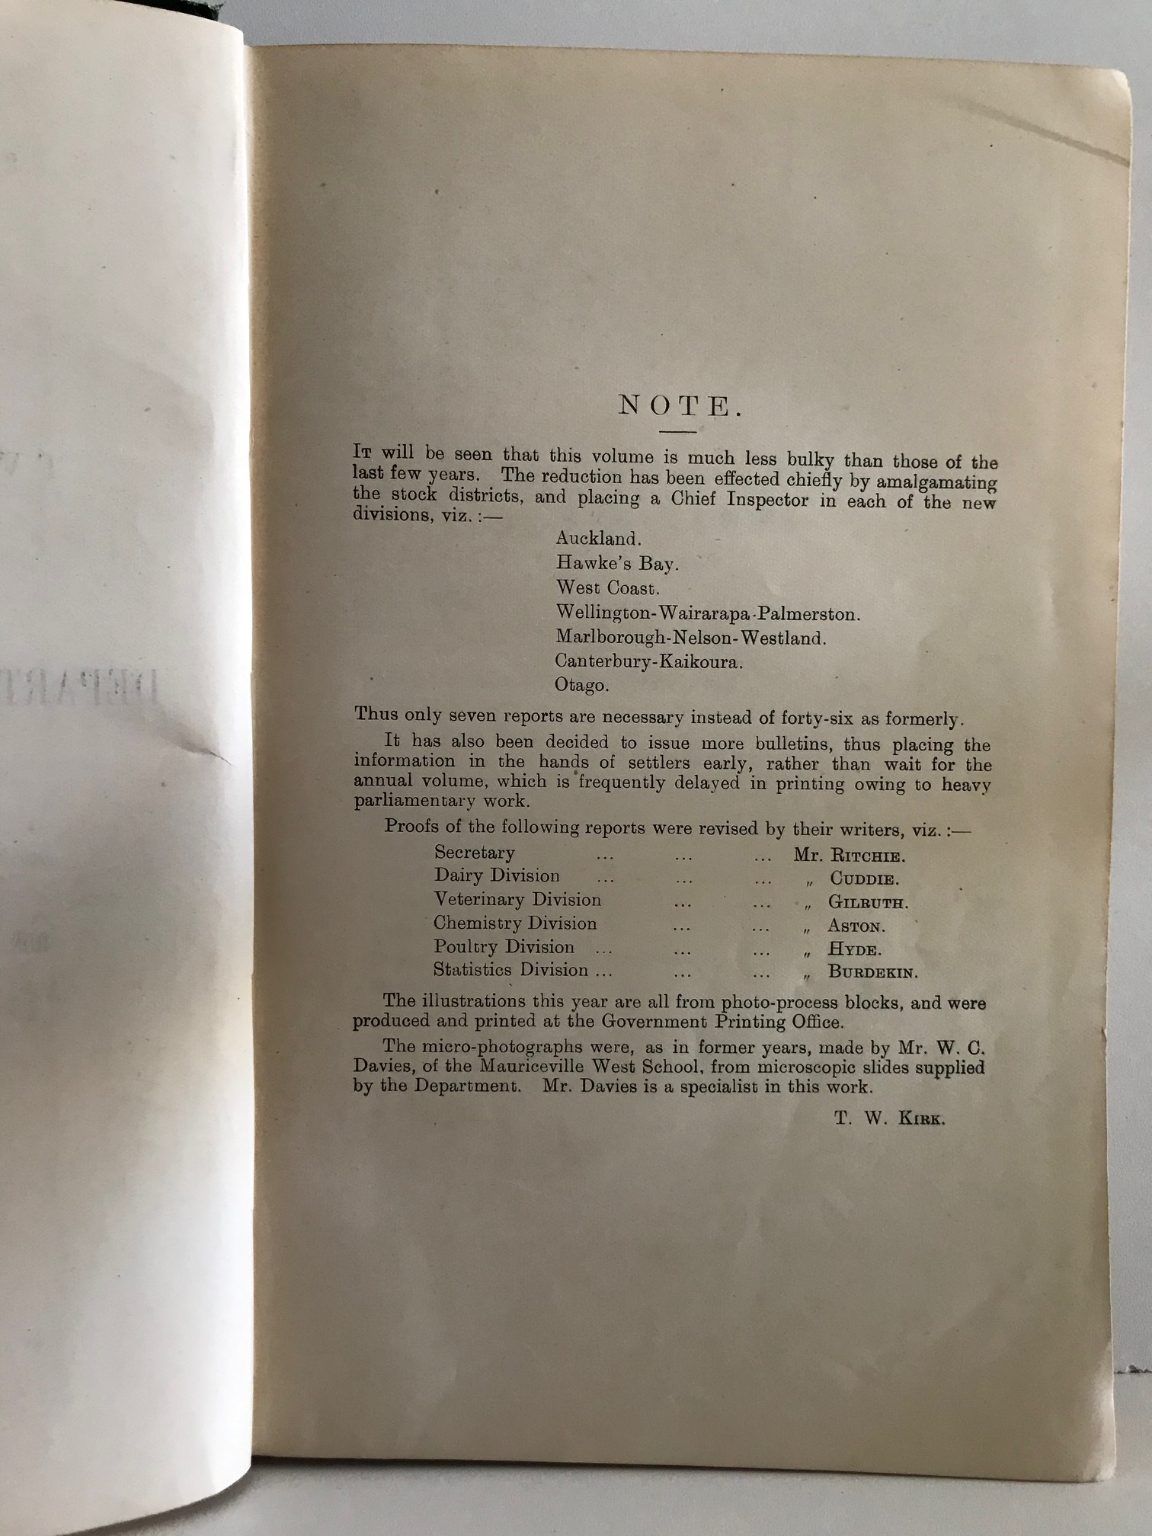 NOTE.
IT will be seen that this volume is much less bulky than those of the
last few years. The reduction has been effected chiefly by amalgamating
the stock districts, and placing a Chief Inspector in each of the new
divisions, viz. :—
Auckland.
Hawke's Bay.
West Coast.
Wellington-Wairarapa-Palmerston.
Marlborough-Nelson-Westland.
Canterbury-Kaikoura.
Otago.
Thus only seven reports are necessary instead of forty-six as formerly.
It has also been decided to issue more bulletins, thus placing the
information in the hands of settlers early, rather than wait for the
annual volume, which is frequently delayed in printing owing to heavy
parliamentary work.
Proofs of the following reports were revised by their writers, viz. :—
Secretary ... ... ... Mr. RITCHIE.
Dairy Division ... ... ... „ CUDDIE.
Veterinary Division ... ... „ GILRUTH.
Chemistry Division ... ... „ ASTON.
Poultry Division ... ... ... „ HYDE.
Statistics Division ... ... ... „ BURDEKIN.
The illustrations this year are all from photo-process blocks, and were
produced and printed at the Government Printing Office.
The micro-photographs were, as in former years, made by Mr. W. C.
Davies, of the Mauriceville West School, from microscopic slides supplied
by the Department. Mr. Davies is a specialist in this work.
T. W. KIRK.